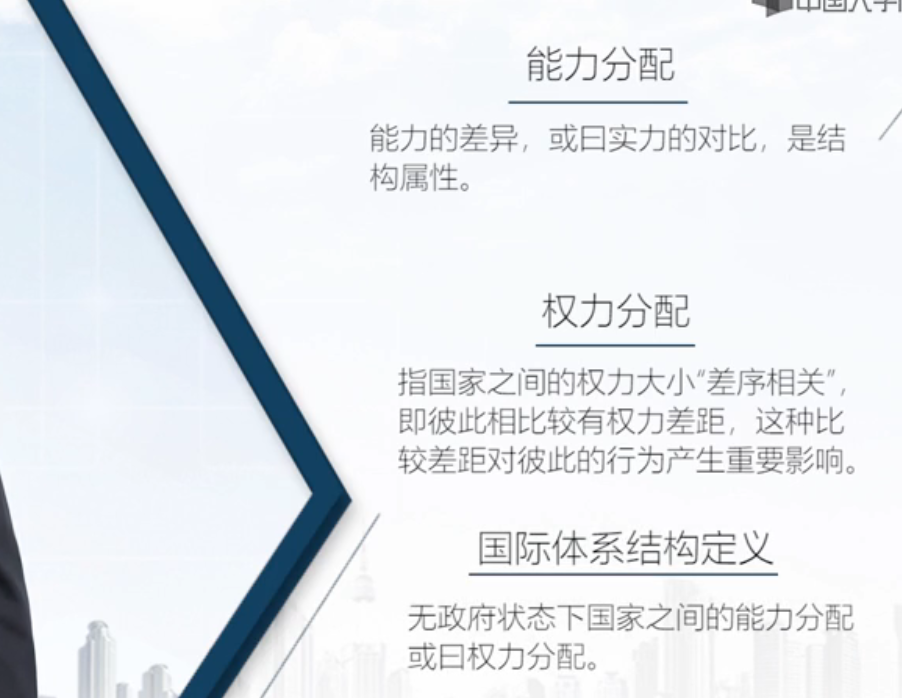 能力分配
能力的差异，或曰实力的对比，是结
构属性。
权力分配
指国家之间的权力大小“差序相关”，
即彼此相比较有权力差距，这种比
较差距对彼此的行为产生重要影响。
国际体系结构定义
无政府状态下国家之间的能力分配
或曰权力分配。